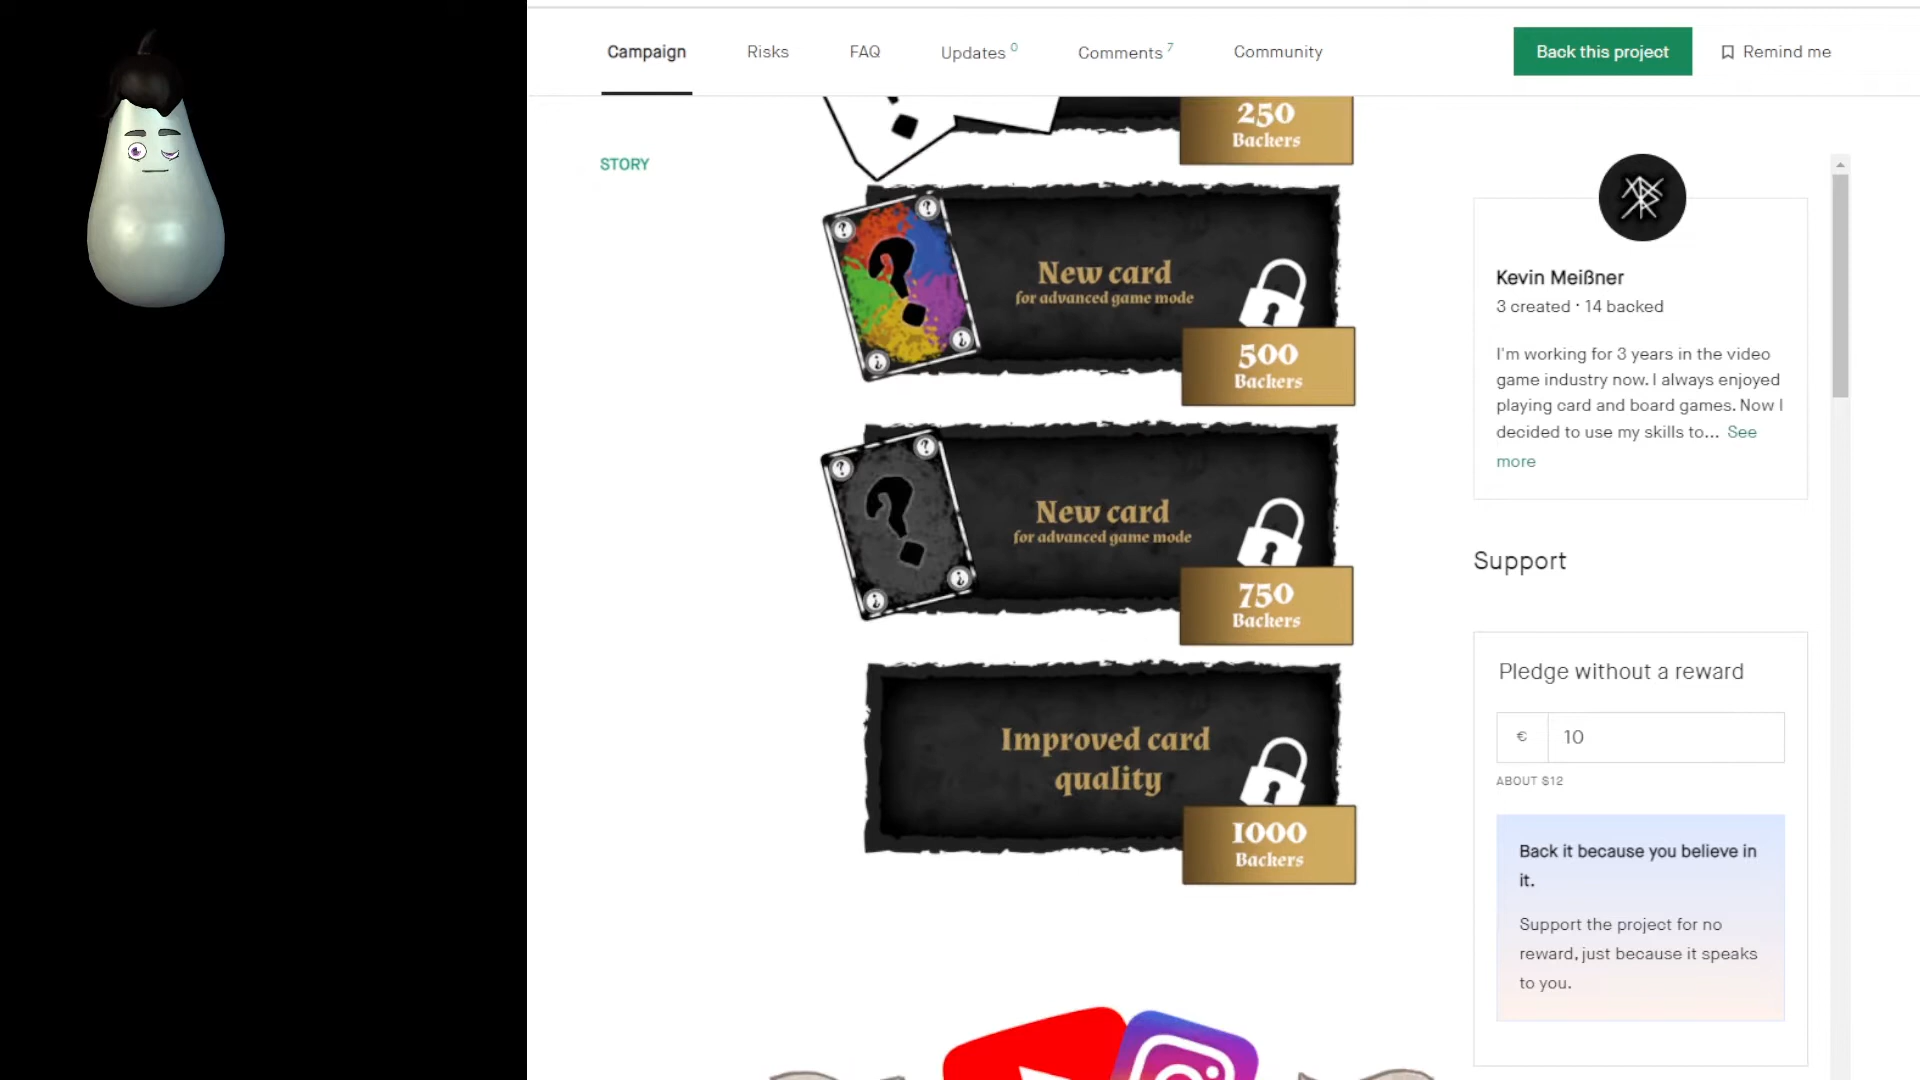 Campaign
Risks
FAQ
Updates 0
Comments 7
Community
Back this project
Remind me
STORY
250
Backers
?
?
?
?
?
New card
for advanced game mode
500
Backers
?
?
?
?
?
New card
for advanced game mode
750
Backers
Improved card
quality
1000
Backers
Kevin Meißner
3 created · 14 backed
I'm working for 3 years in the video
game industry now. I always enjoyed
playing card and board games. Now I
decided to use my skills to... See
more
Support
Pledge without a reward
€ 10
ABOUT $12
Back it because you believe in
it.
Support the project for no
reward, just because it speaks
to you.